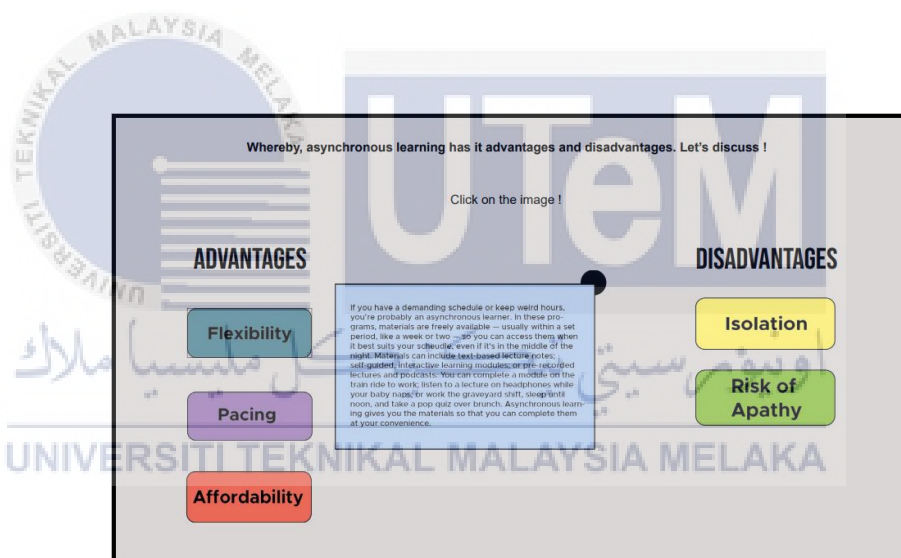 UNIVERSITI TEKNIKAL MALAYSIA MELAKA
UTeM
Whereby, asynchronous learning has it advantages and disadvantages. Let's discuss !
Click on the image !
ADVANTAGES
DISADVANTAGES
Flexibility
Pacing
Affordability
If you have a demanding schedule or keep weird hours,
you're probably an asynchronous learner. In these pro-
grams, materials are freely available — usually within a set
period, like a week or two — so you can access them when
it best suits your scheudle, even if it's in the middle of the
night. Materials can include text-based lecture notes;
self-guided, interactive learning modules; or pre-recorded
lectures and podcasts. You can complete a module on the
train ride to work; listen to a lecture on headphones while
your baby naps; or work the graveyard shift, sleep until
noon, and take a pop quiz over brunch. Asynchronous learn-
ing gives you the materials so that you can complete them
at your convenience.
Isolation
Risk of
Apathy
اونيۏرسيتي تيكنيكل مليسيا ملاك
UNIVERSITI TEKNIKAL MALAYSIA MELAKA